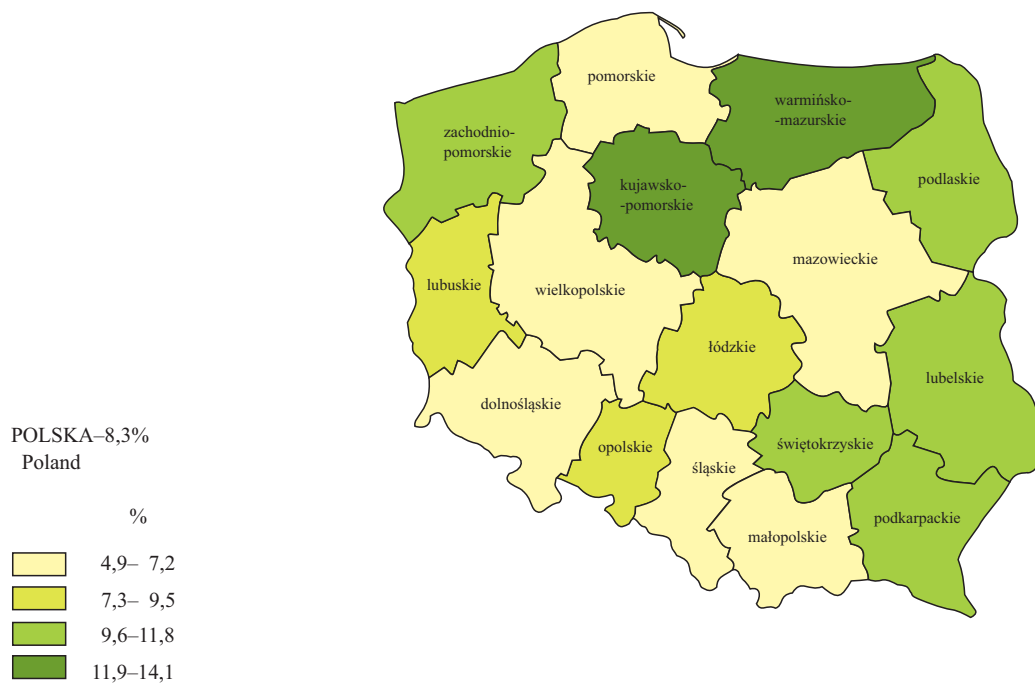 pomorskie
warmińsko-
-mazurskie
zachodnio-
pomorskie
podlaskie
kujawsko-
-pomorskie
mazowieckie
lubuskie
wielkopolskie
łódzkie
lubelskie
dolnośląskie
opolskie
świętokrzyskie
śląskie
podkarpackie
małopolskie
POLSKA–8,3%
Poland
%
4,9– 7,2
7,3– 9,5
9,6–11,8
11,9–14,1